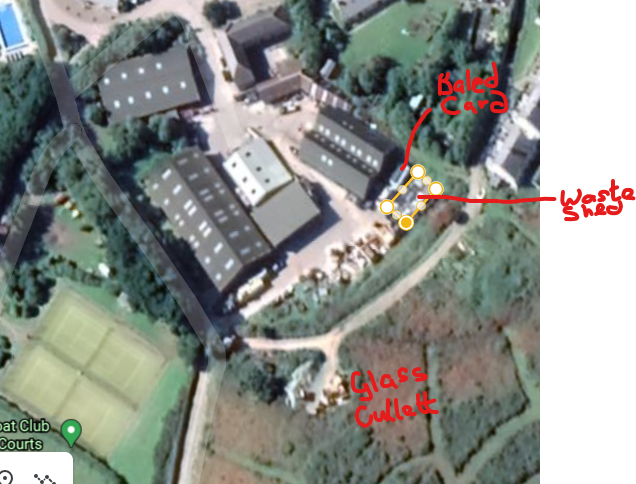 Baled
Card
Waste
Shed
Glass
Cullett
oat Club
Courts